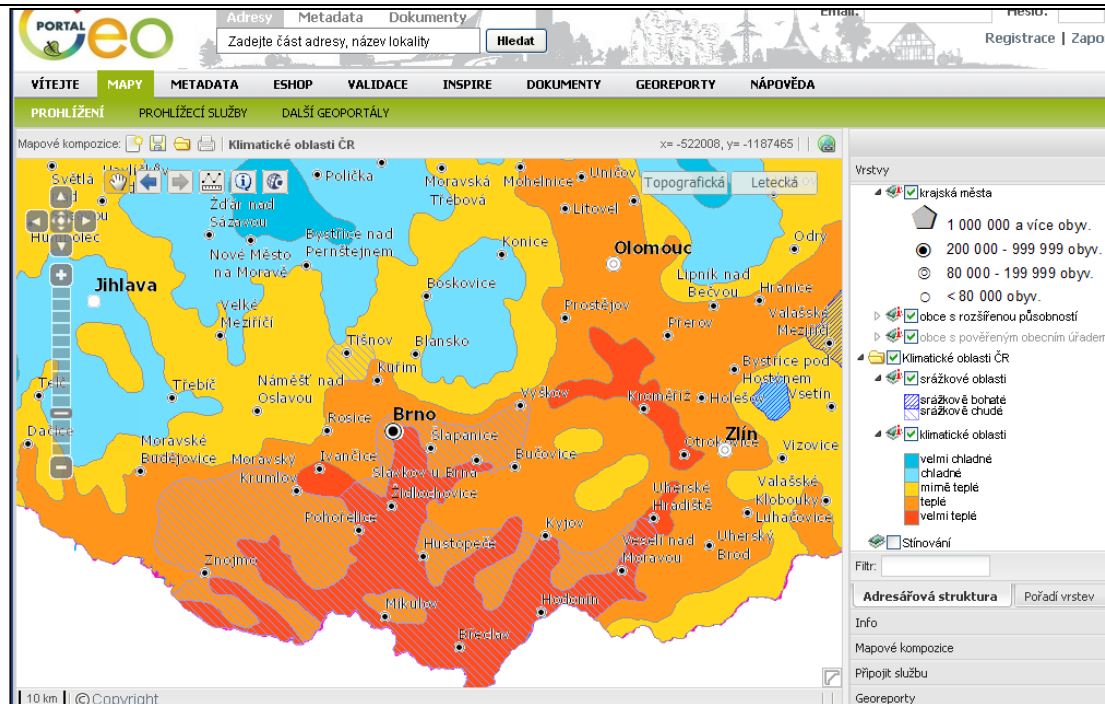 PORTAL
Geo
Adresy Metadata Dokumenty
Zadejte část adresy, název lokality
Hledat
Email:
Heslo:
Registrace | Zapo
VÍTEJTE MAPY METADATA ESHOP VALIDACE INSPIRE DOKUMENTY GEOREPORTY NÁPOVĚDA
PROHLÍŽENÍ PROHLÍŽECÍ SLUŽBY DALŠÍ GEOPORTÁLY
Mapové kompozice: Klimatické oblasti ČR x= -522008, y= -1187465
Topografická Letecká
Světlá
Polička
Moravská
Třebová
Mohelnice
Uničov
Litovel
Žďár nad
Sázavou
Humpolec
Nové Město
na Moravě
Bystřice nad
Pernštejnem
Konice
Olomouc
Odry
Jihlava
Boskovice
Lipník nad
Bečvou
Hranice
Velké
Meziříčí
Prostějov
Přerov
Valašské
Meziříčí
Tišnov
Blansko
Kuřim
Bystřice pod
Hostýnem
Telč
Třebíč
Náměšť nad
Oslavou
Vyškov
Kroměříž
Holešov
Vsetín
Rosice
Brno
Šlapanice
Otrokovice
Zlín
Vizovice
Dačice
Moravské
Budějovice
Moravský
Krumlov
Ivančice
Slavkov u Brna
Bučovice
Židlochovice
Uherské
Hradiště
Valašské
Klobouky
Luhačovice
Pohořelice
Kyjov
Hustopeče
Veselí nad
Moravou
Uherský
Brod
Znojmo
Mikulov
Hodonín
Břeclav
10 km
© Copyright
Vrstvy
krajská města
1 000 000 a více obyv.
200 000 - 999 999 obyv.
80 000 - 199 999 obyv.
< 80 000 obyv.
obce s rozšířenou působností
obce s pověřeným obecním úřadem
Klimatické oblasti ČR
srážkové oblasti
srážkově bohaté
srážkově chudé
klimatické oblasti
velmi chladné
chladné
mírně teplé
teplé
velmi teplé
Stínování
Filtr:
Adresářová struktura Pořadí vrstev
Info
Mapové kompozice
Připojit službu
Georeporty